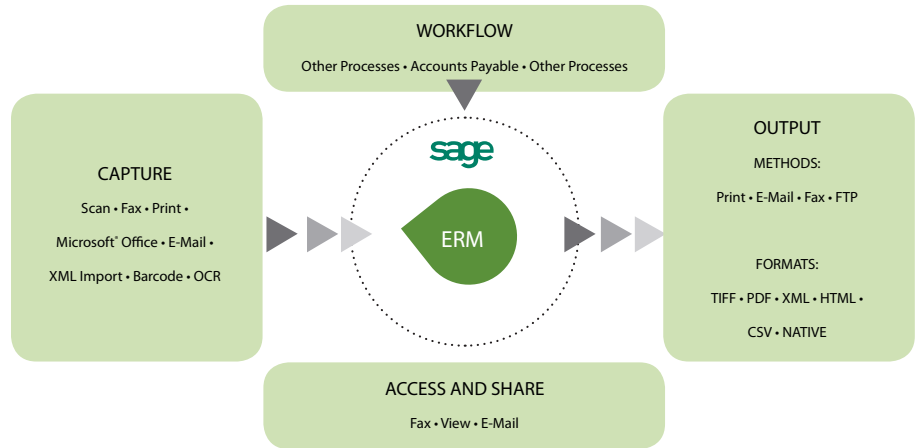 WORKFLOW
Other Processes • Accounts Payable • Other Processes
CAPTURE
Scan • Fax • Print •
Microsoft® Office • E-Mail •
XML Import • Barcode • OCR
sage
ERM
OUTPUT
METHODS:
Print • E-Mail • Fax • FTP
FORMATS:
TIFF • PDF • XML • HTML •
CSV • NATIVE
ACCESS AND SHARE
Fax • View • E-Mail